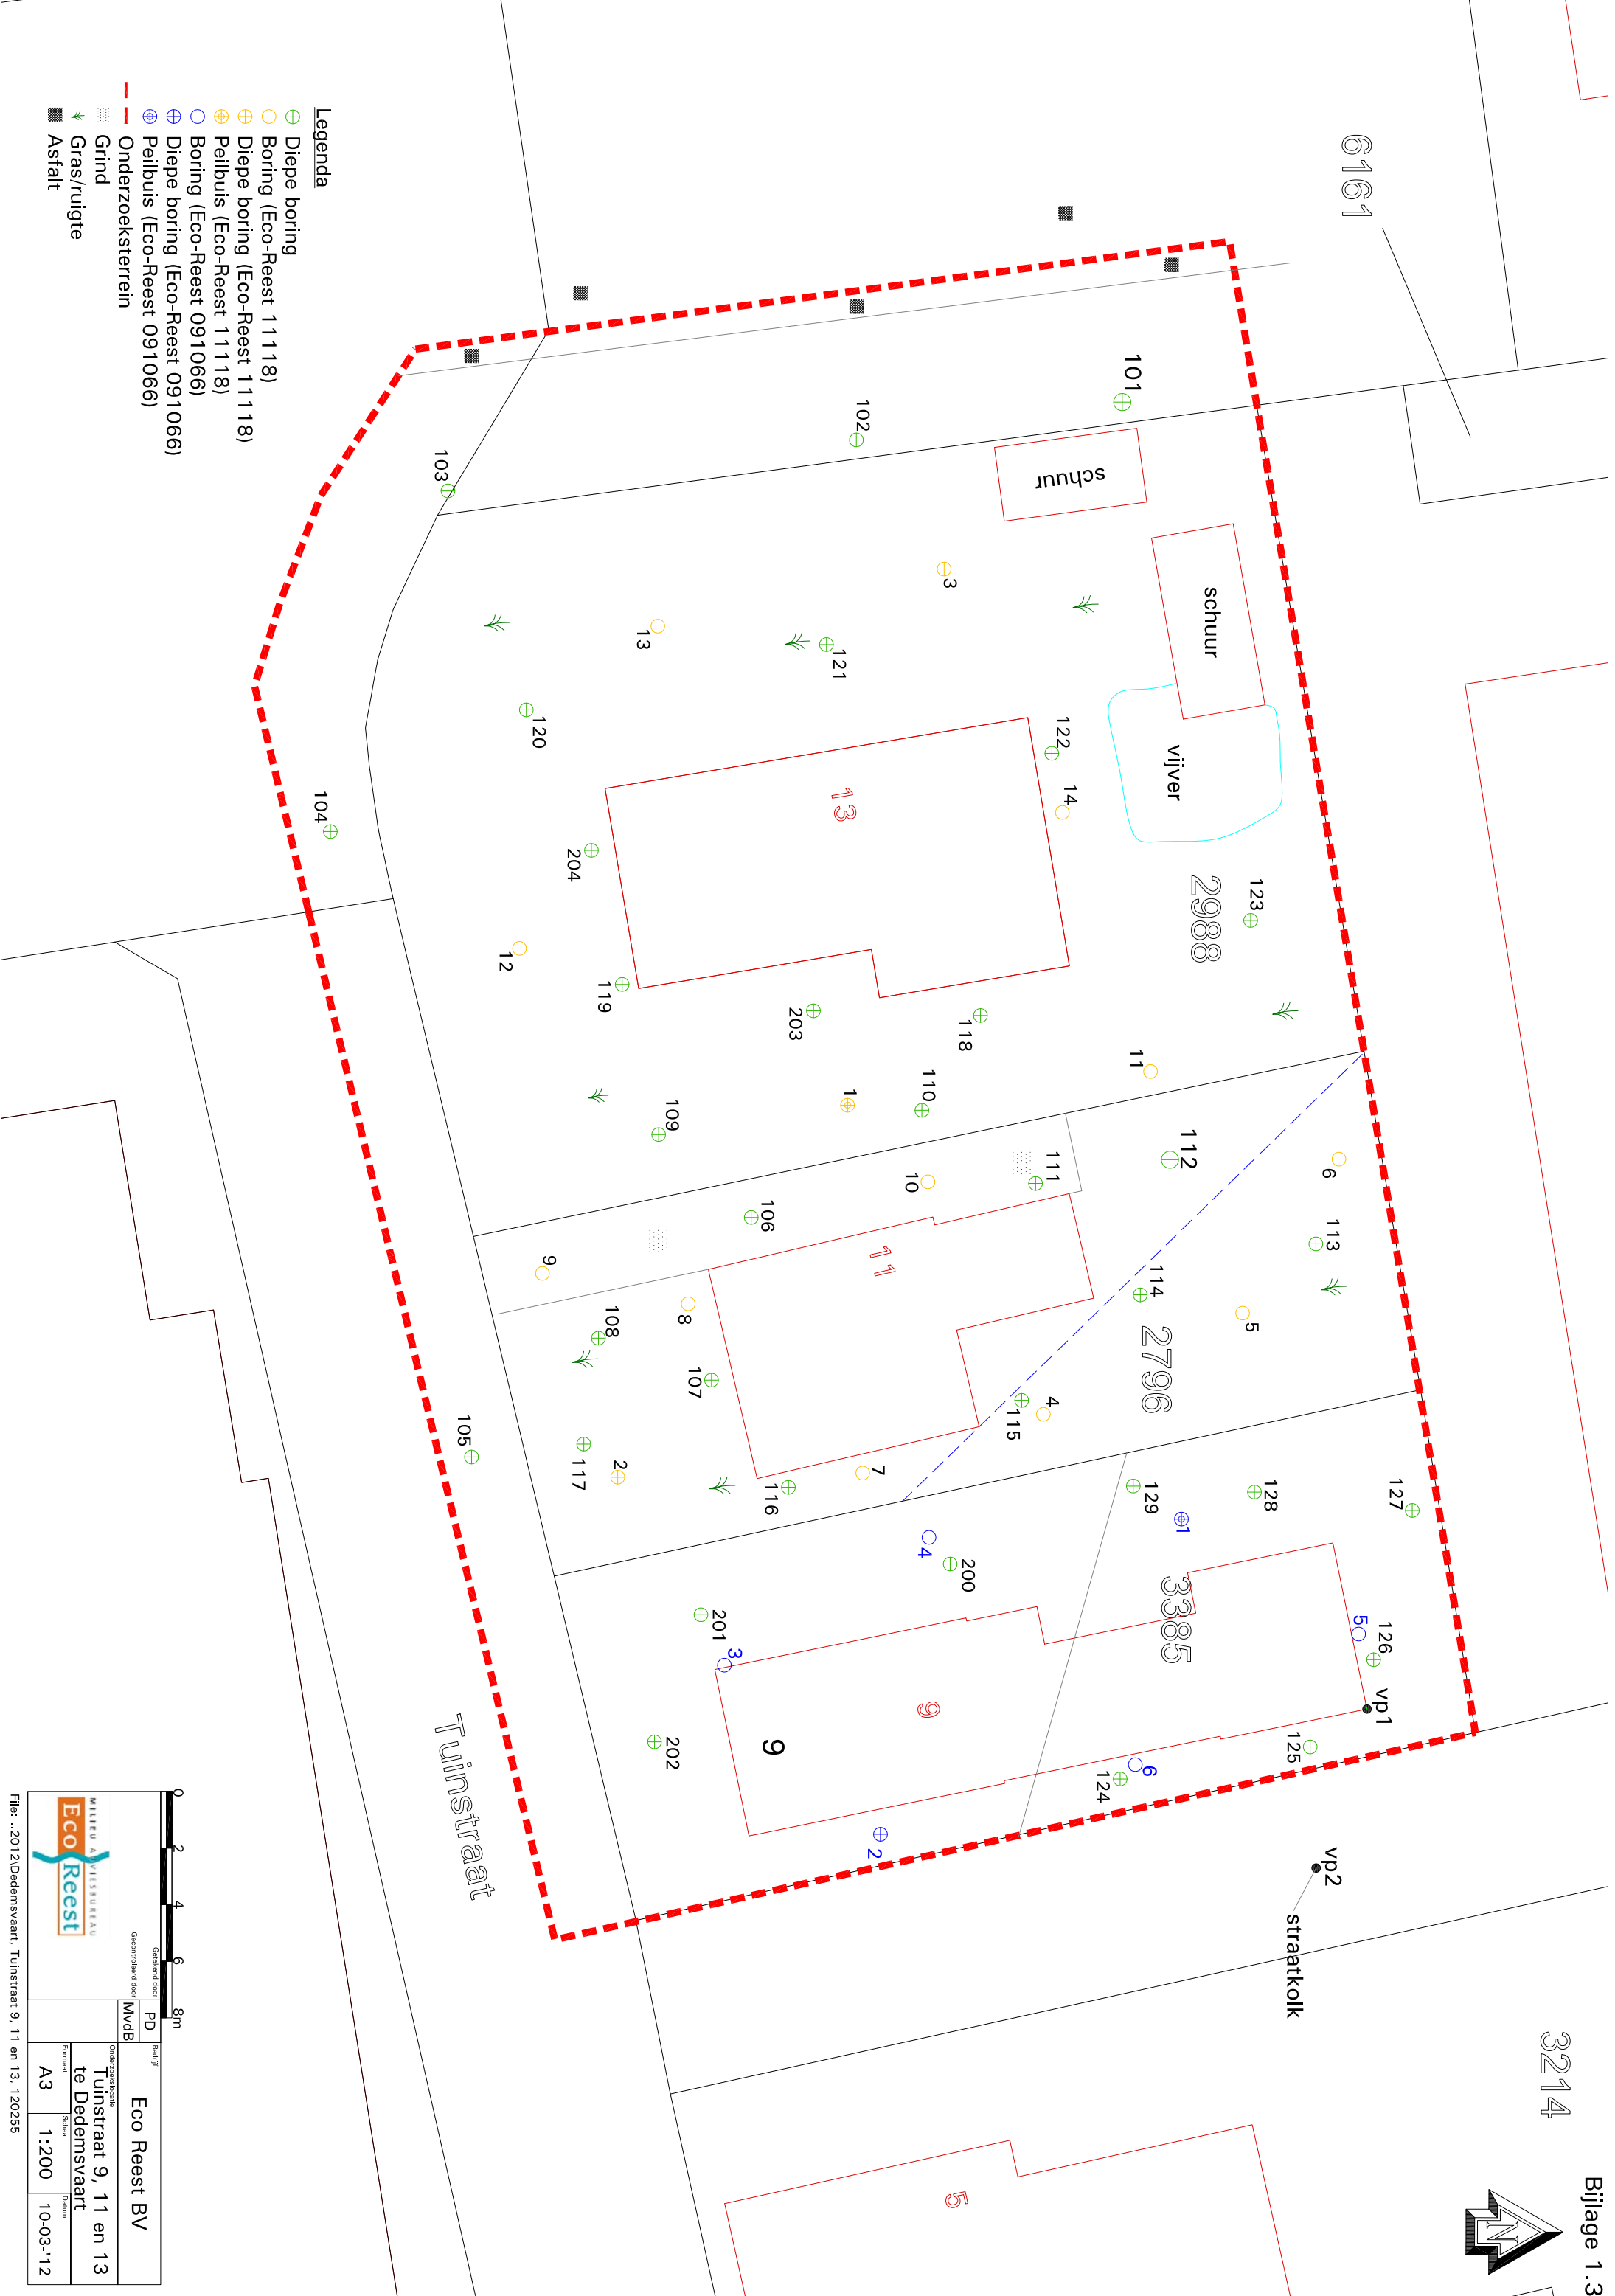 Bijlage 1.3
N
6161
3214
101
102
103
104
schuur
schuur
vijver
3
13
121
120
122
14
13
204
2988
123
12
119
203
118
11
1
110
109
112
111
10
106
9
8
108
107
11
6
113
114
5
2796
4
115
105
117
2
116
7
127
128
129
1
4
200
3385
201
3
5
126
vp1
9
9
202
125
6
124
2
vp2
straatkolk
Tuinstraat
5
Legenda
Diepe boring
Boring (Eco-Reest 11118)
Diepe boring (Eco-Reest 11118)
Peilbuis (Eco-Reest 11118)
Boring (Eco-Reest 091066)
Diepe boring (Eco-Reest 091066)
Peilbuis (Eco-Reest 091066)
Onderzoeksterrein
Grind
Gras/ruigte
Asfalt
0 2 4 6 8m
MILIEU ADVIESBUREAU
Eco Reest
Getekend door PD
Gecontroleerd door MvdB
Bedrijf
Eco Reest BV
Onderzoekslocatie
Tuinstraat 9, 11 en 13
te Dedemsvaart
Formaat A3
Schaal 1:200
Datum 10-03-'12
File: ...2012\Dedemsvaart, Tuinstraat 9, 11 en 13, 120255